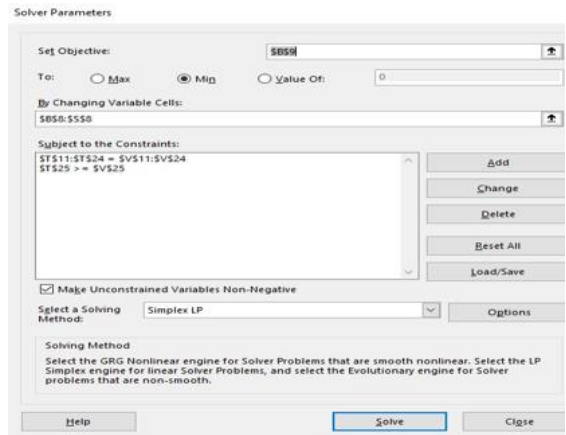 Solver Parameters
Set Objective: $B$9
To: Max Min Value Of: 0
By Changing Variable Cells:
$B$8:$S$8
Subject to the Constraints:
$T$11:$T$24 = $V$11:$V$24
$T$25 >= $V$25
Add
Change
Delete
Reset All
Load/Save
Make Unconstrained Variables Non-Negative
Select a Solving Method: Simplex LP Options
Solving Method
Select the GRG Nonlinear engine for Solver Problems that are smooth nonlinear. Select the LP
Simplex engine for linear Solver Problems, and select the Evolutionary engine for Solver
problems that are non-smooth.
Help Solve Close